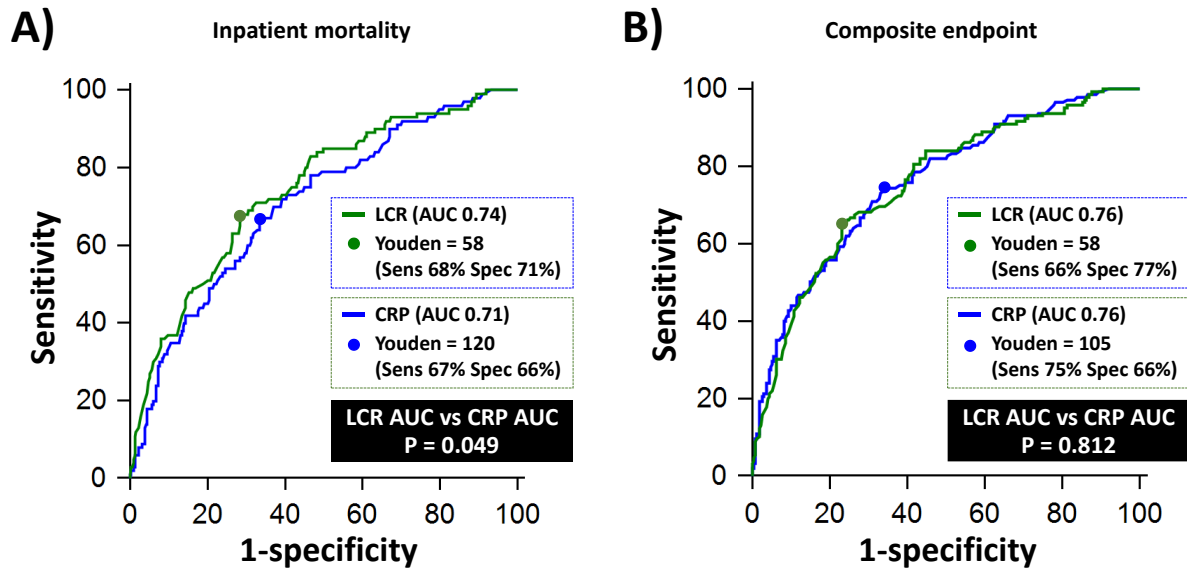 A)
Inpatient mortality
Sensitivity
100
80
60
40
20
0
0 20 40 60 80 100
1-specificity
LCR (AUC 0.74)
Youden = 58
(Sens 68% Spec 71%)
CRP (AUC 0.71)
Youden = 120
(Sens 67% Spec 66%)
LCR AUC vs CRP AUC
P = 0.049
B)
Composite endpoint
Sensitivity
100
80
60
40
20
0
0 20 40 60 80 100
1-specificity
LCR (AUC 0.76)
Youden = 58
(Sens 66% Spec 77%)
CRP (AUC 0.76)
Youden = 105
(Sens 75% Spec 66%)
LCR AUC vs CRP AUC
P = 0.812